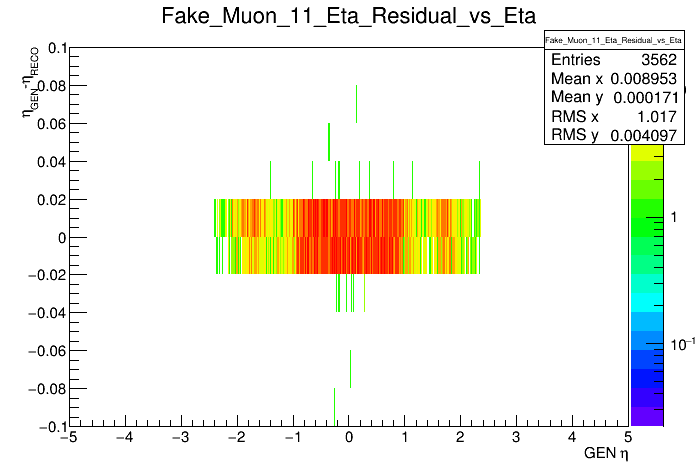 Fake_Muon_11_Eta_Residual_vs_Eta
Fake_Muon_11_Eta_Residual_vs_Eta
Entries 3562
Mean x 0.008953
Mean y 0.000171
RMS x 1.017
RMS y 0.004097
η_GEN-η_RECO
0.1
0.08
0.06
0.04
0.02
0
−0.02
−0.04
−0.06
−0.08
−0.1
−5 −4 −3 −2 −1 0 1 2 3 4 5
GEN η
1
10⁻¹